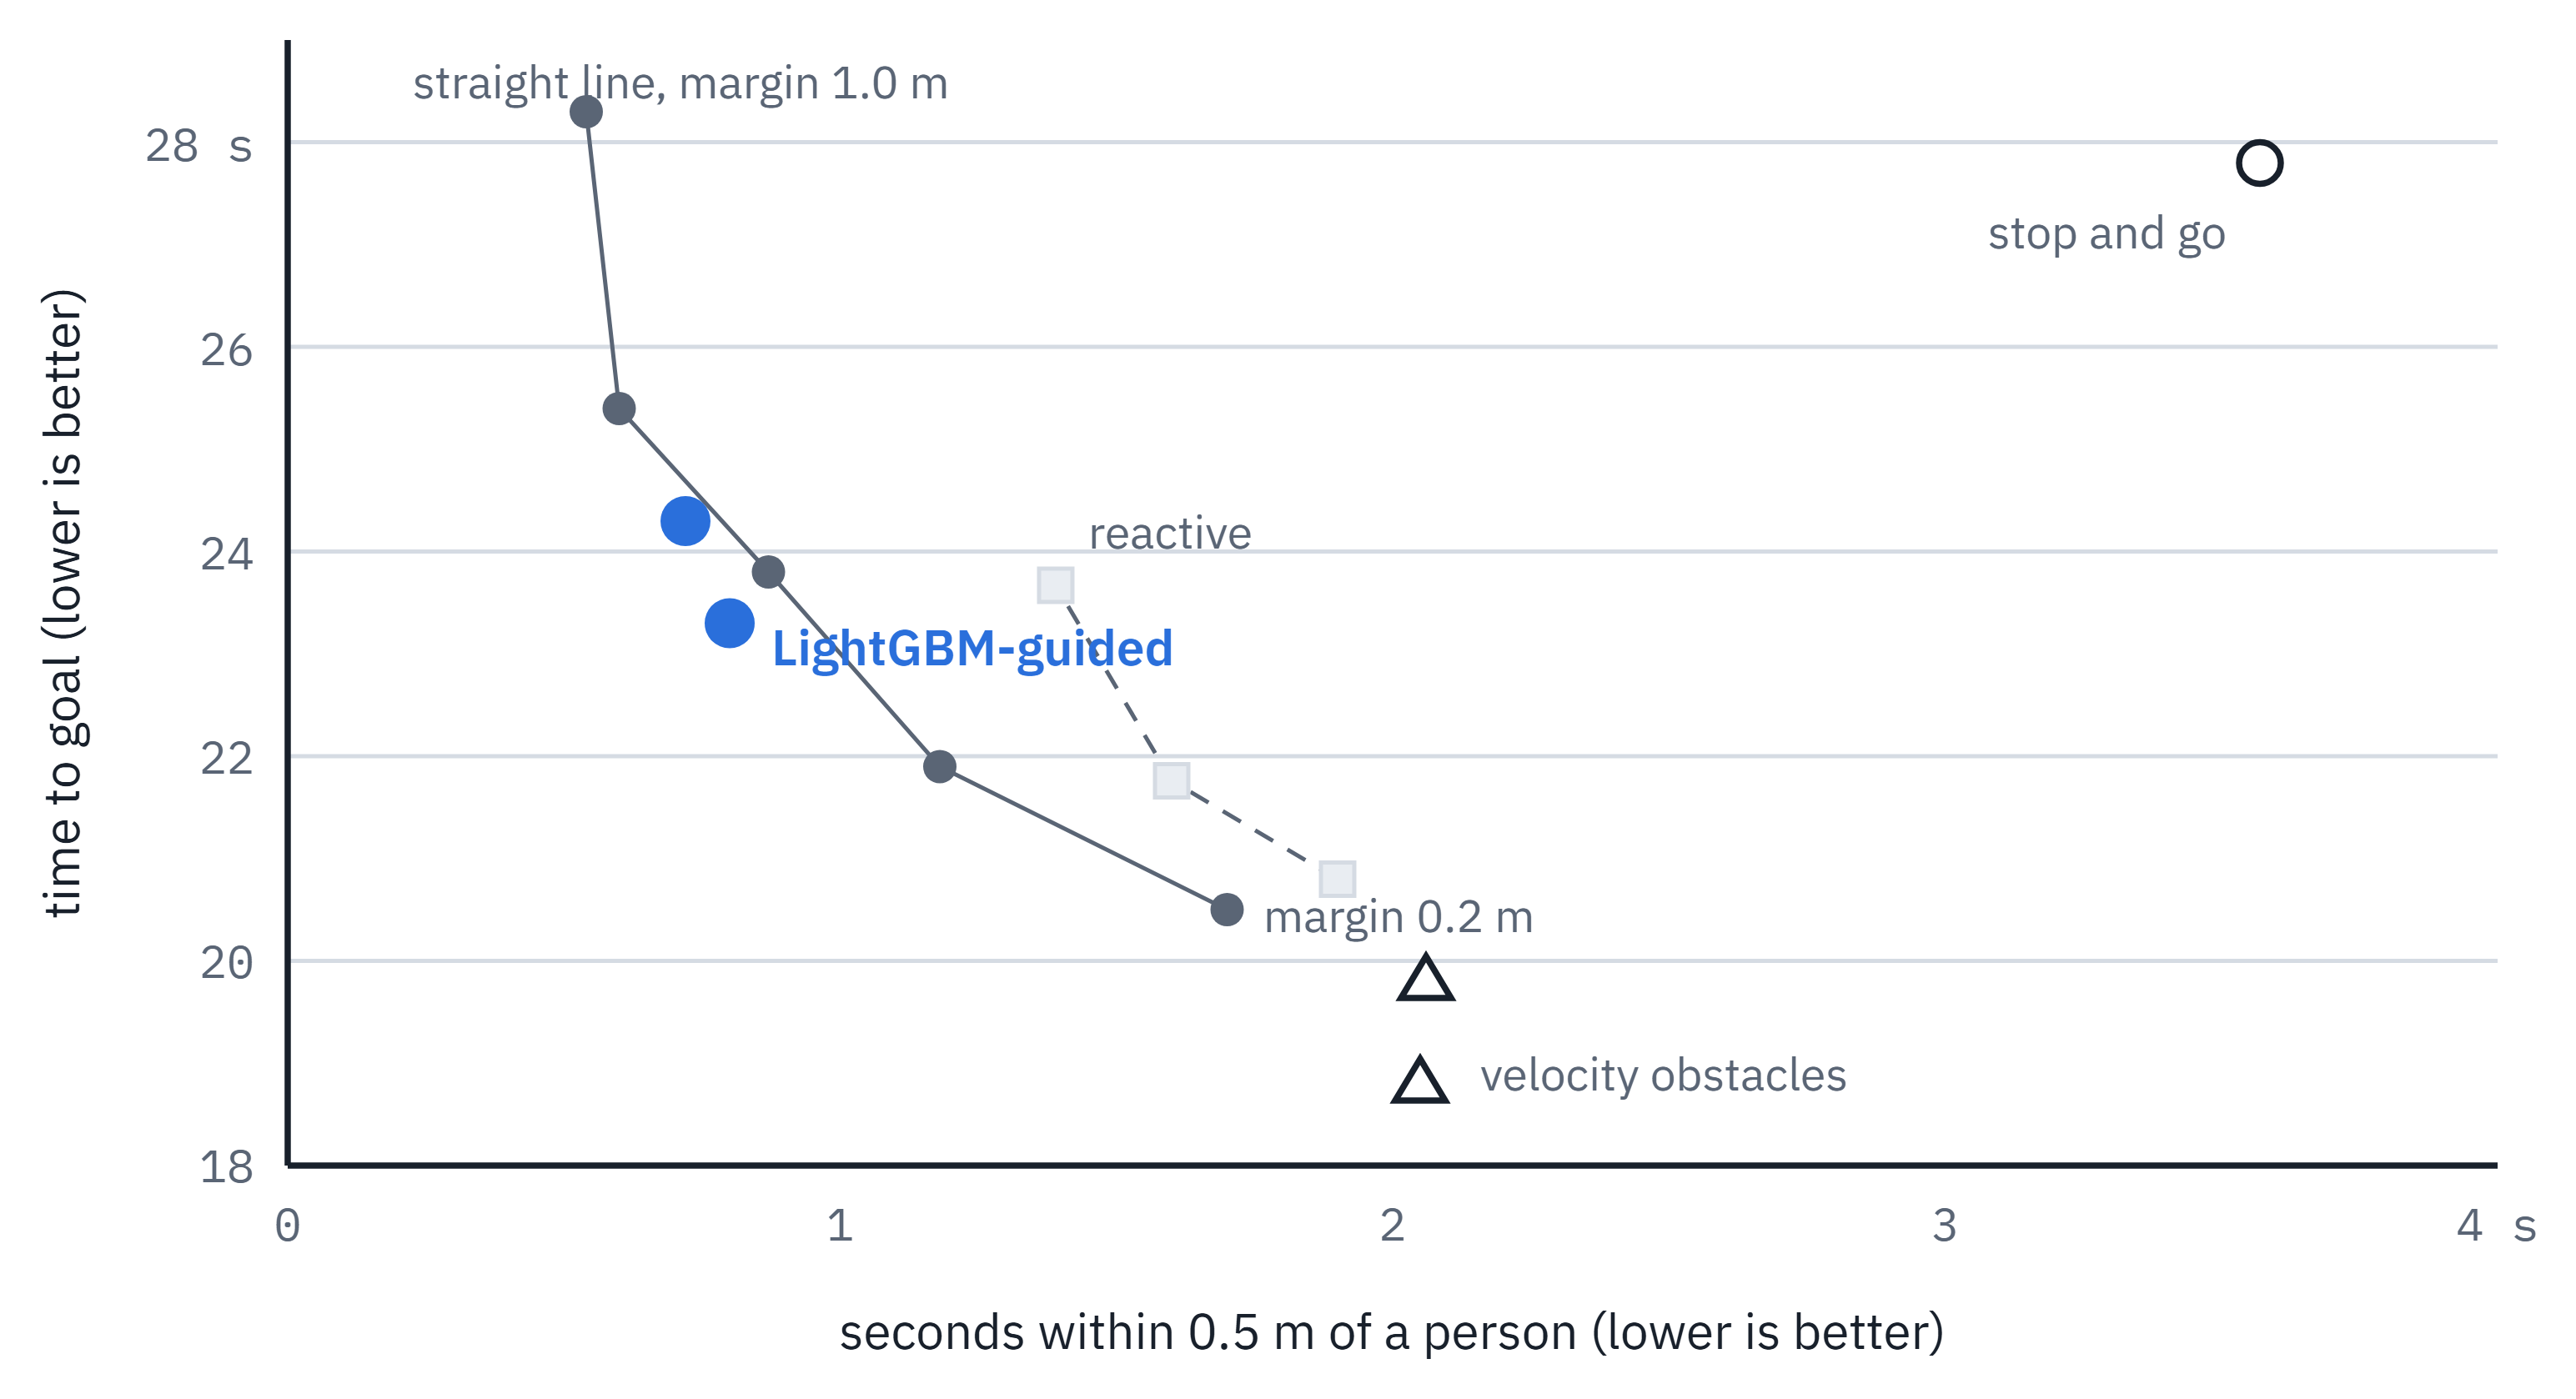 straight line, margin 1.0 m
28 s
stop and go
26
time to goal (lower is better)
24
reactive
LightGBM-guided
22
margin 0.2 m
20
velocity obstacles
18
0 1 2 3 4 s
seconds within 0.5 m of a person (lower is better)